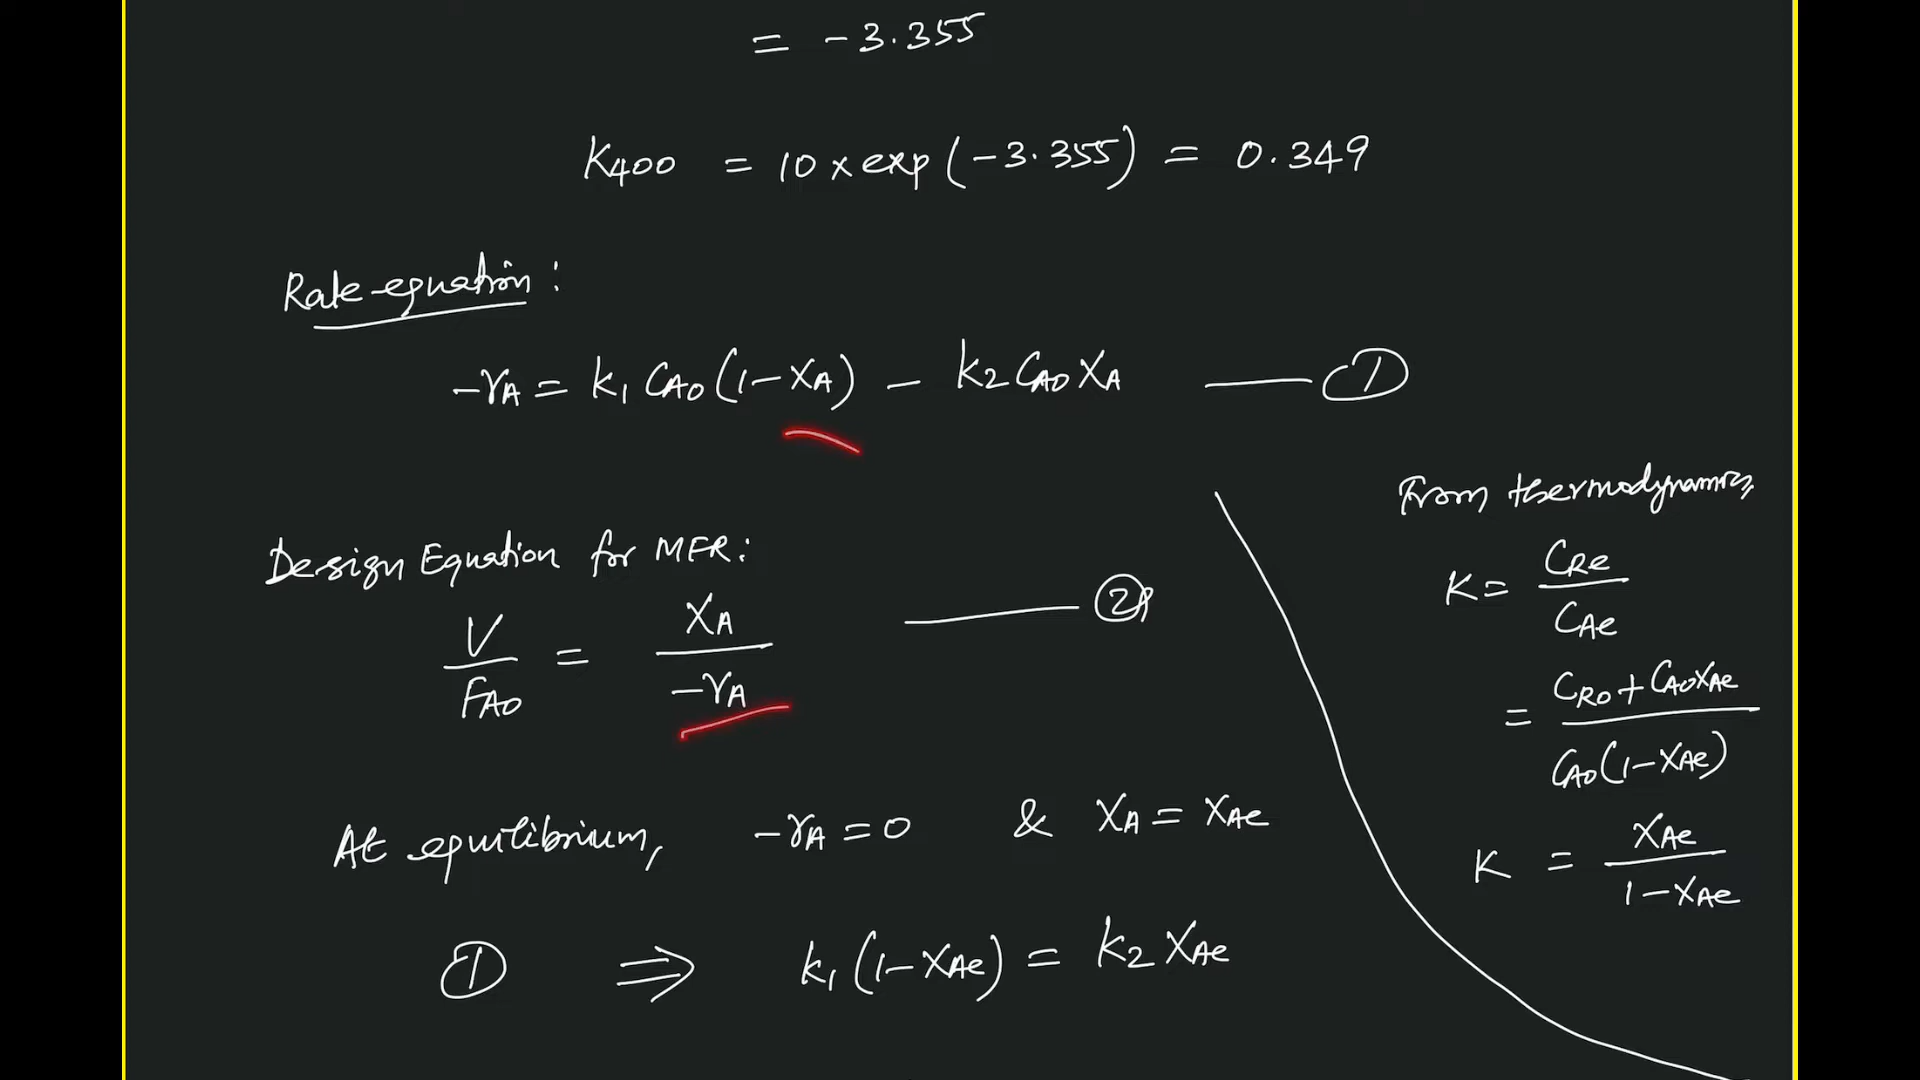 = -3.355
K400 = 10 x exp(-3.355) = 0.349
Rate equation:
-rA = k1 CA0 (1-XA) - k2 CA0 XA —— 1
Design Equation for MFR:
V/FA0 = XA/-rA —— 2
At equilibrium, -rA = 0 & XA = XAe
1 ⇒ k1 (1-XAe) = k2 XAe
From thermodynamics,
K = CRe/CAe
= CR0 + CA0XAe/CA0(1-XAe)
K = XAe/1-XAe